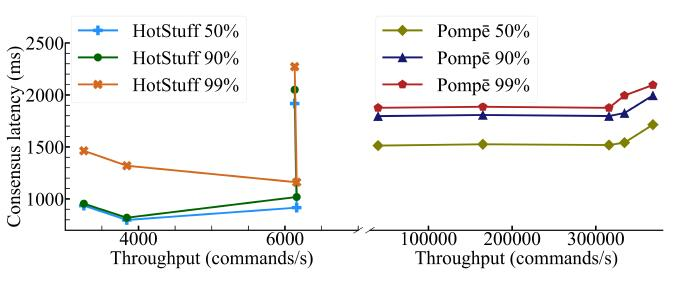 HotStuff 50%
HotStuff 90%
HotStuff 99%
Pompē 50%
Pompē 90%
Pompē 99%
Consensus latency (ms)
2500
2000
1500
1000
4000
6000
100000
200000
300000
Throughput (commands/s)
Throughput (commands/s)